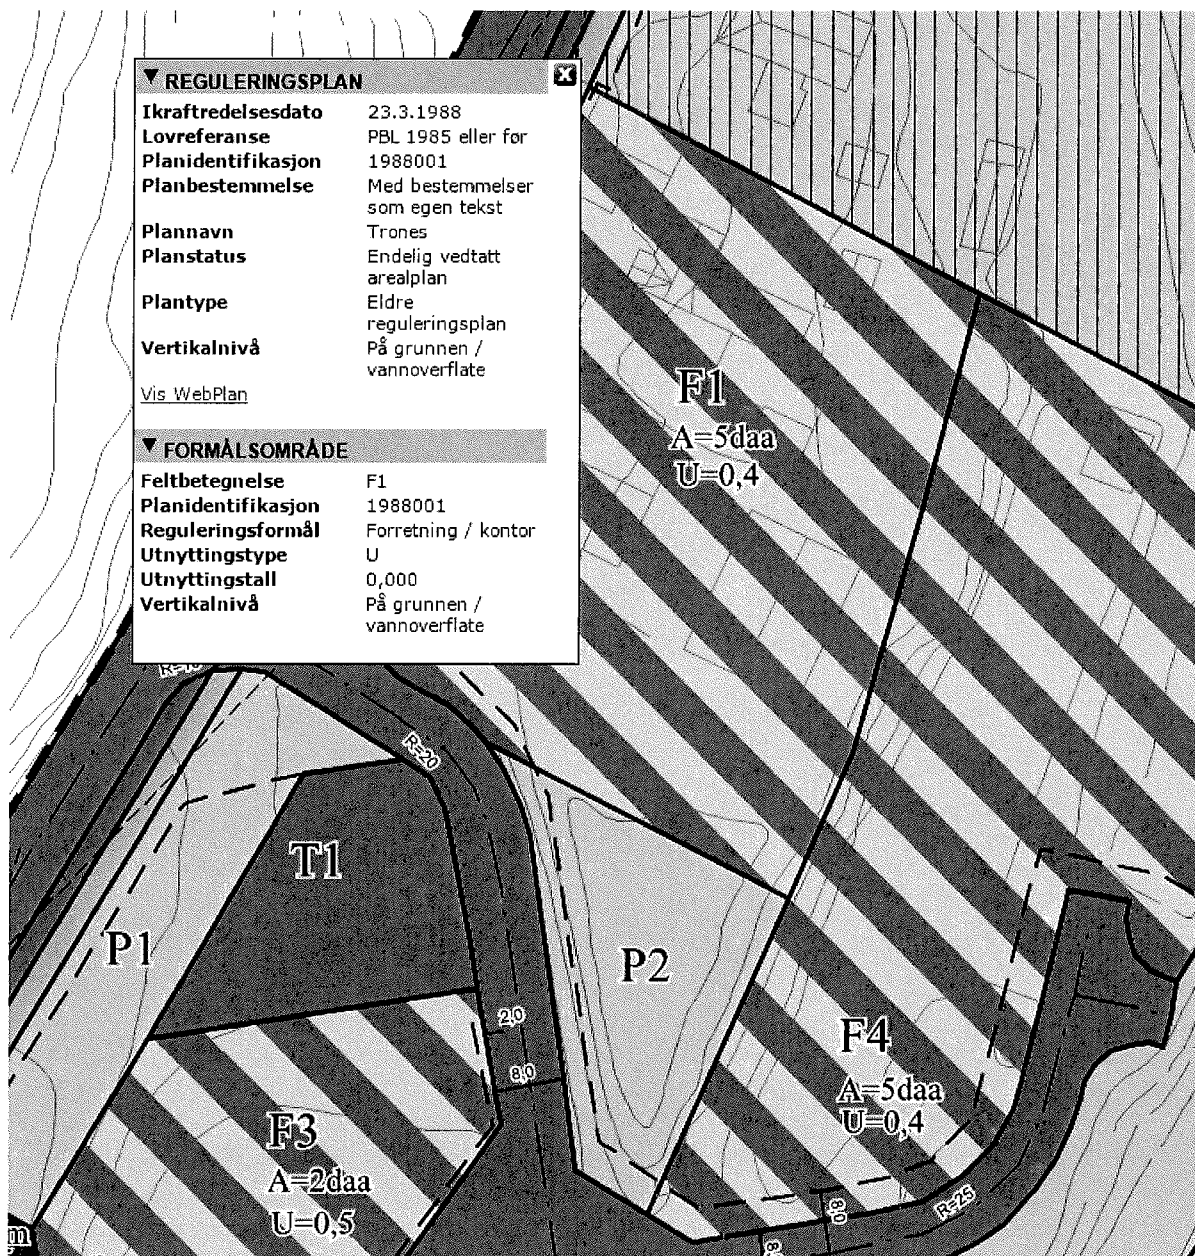 REGULERINGSPLAN
Ikraftredelsesdato 23.3.1988
Lovreferanse PBL 1985 eller før
Planidentifikasjon 1988001
Planbestemmelse Med bestemmelser
som egen tekst
Plannavn Trones
Planstatus Endelig vedtatt
arealplan
Plantype Eldre
reguleringsplan
Vertikalnivå På grunnen /
vannoverflate
Vis WebPlan
FORMÅLSOMRÅDE
Feltbetegnelse F1
Planidentifikasjon 1988001
Reguleringsformål Forretning / kontor
Utnyttingstype U
Utnyttingstall 0,000
Vertikalnivå På grunnen /
vannoverflate
F1
A=5daa
U=0,4
R=20
T1
P1
P2
2,0
8,0
F4
A=5daa
U=0,4
F3
A=2daa
U=0,5
R=25
8,0
m